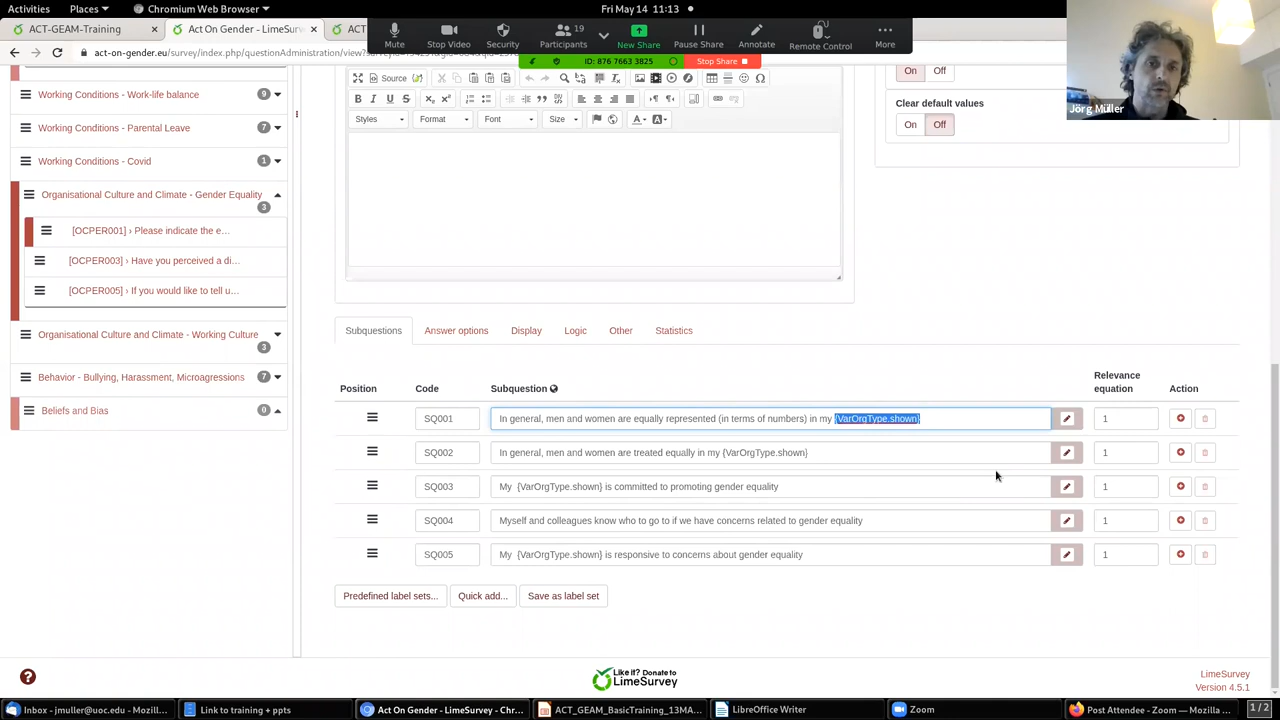 Activities
Places
Chromium Web Browser
Fri May 14 11:13
ACT-GEAM-Training
Act On Gender - LimeSurv
ACT
Mute
Stop Video
Security
Participants
19
New Share
Pause Share
Annotate
Remote Control
More
ID: 876 7663 3825
Stop Share
Jörg Müller
Source
Styles
Format
Font
Size
On
Off
Clear default values
On
Off
Working Conditions - Work-life balance
9
Working Conditions - Parental Leave
7
Working Conditions - Covid
1
Organisational Culture and Climate - Gender Equality
3
[OCPER001] › Please indicate the e…
[OCPER003] › Have you perceived a di…
[OCPER005] › If you would like to tell u…
Organisational Culture and Climate - Working Culture
3
Behavior - Bullying, Harassment, Microagressions
7
Beliefs and Bias
0
Subquestions
Answer options
Display
Logic
Other
Statistics
Position
Code
Subquestion
Relevance equation
Action
SQ001
In general, men and women are equally represented (in terms of numbers) in my {VarOrgType.shown}
1
SQ002
In general, men and women are treated equally in my {VarOrgType.shown}
1
SQ003
My {VarOrgType.shown} is committed to promoting gender equality
1
SQ004
Myself and colleagues know who to go to if we have concerns related to gender equality
1
SQ005
My {VarOrgType.shown} is responsive to concerns about gender equality
1
Predefined label sets...
Quick add...
Save as label set
Like it? Donate to
LimeSurvey
LimeSurvey
Version 4.5.1
Inbox - jmuller@uoc.edu - Mozill…
Link to training + ppts
Act On Gender - LimeSurvey - Chr…
ACT_GEAM_BasicTraining_13MA…
LibreOffice Writer
Zoom
Post Attendee - Zoom — Mozilla …
1 / 2